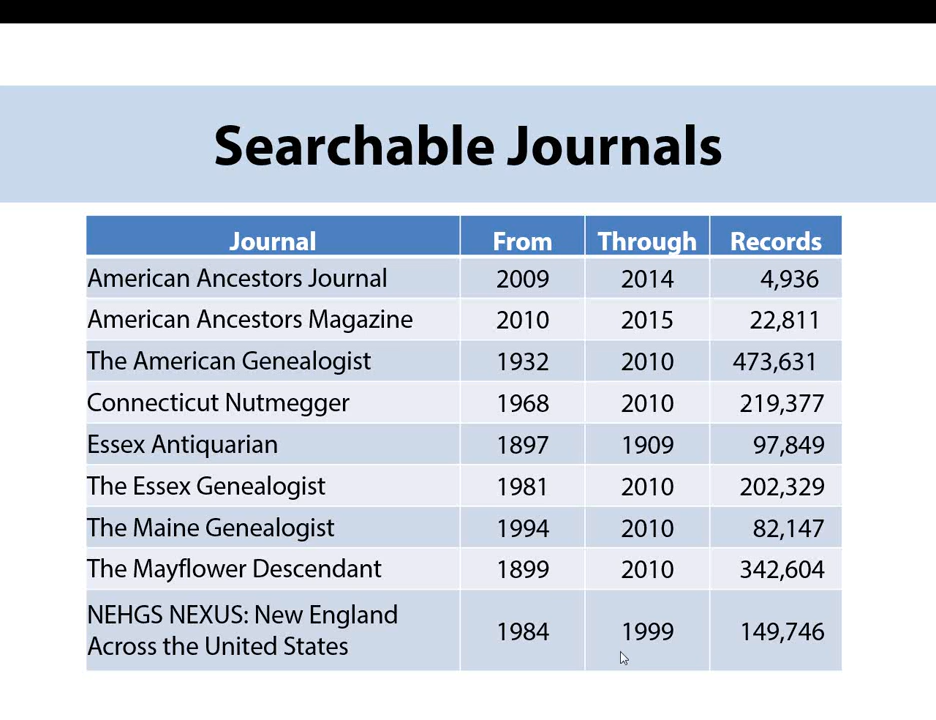 Searchable Journals
Journal From Through Records
American Ancestors Journal 2009 2014 4,936
American Ancestors Magazine 2010 2015 22,811
The American Genealogist 1932 2010 473,631
Connecticut Nutmegger 1968 2010 219,377
Essex Antiquarian 1897 1909 97,849
The Essex Genealogist 1981 2010 202,329
The Maine Genealogist 1994 2010 82,147
The Mayflower Descendant 1899 2010 342,604
NEHGS NEXUS: New England
Across the United States 1984 1999 149,746